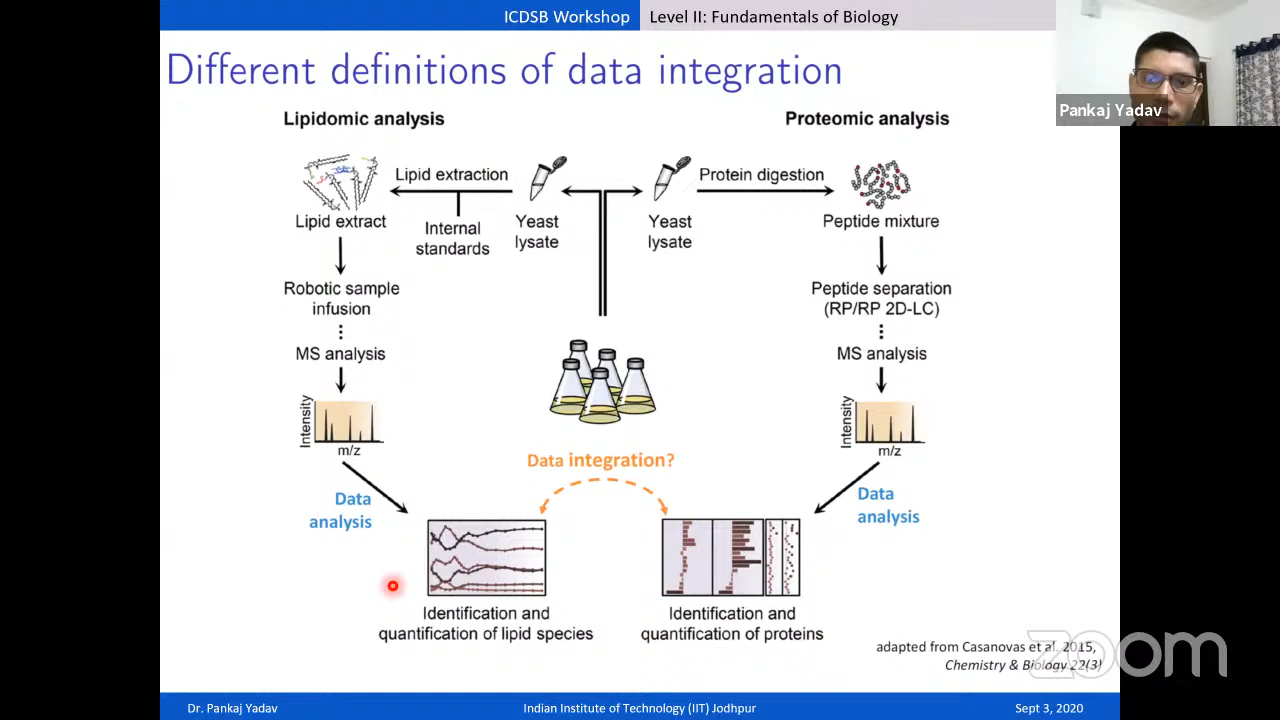 ICDSB Workshop
Level II: Fundamentals of Biology
Different definitions of data integration
Pankaj Yadav
Lipidomic analysis
Proteomic analysis
Lipid extraction
Protein digestion
Lipid extract
Internal
standards
Yeast
lysate
Yeast
lysate
Peptide mixture
Robotic sample
infusion
Peptide separation
(RP/RP 2D-LC)
MS analysis
MS analysis
Intensity
m/z
Intensity
m/z
Data integration?
Data
analysis
Data
analysis
Identification and
quantification of lipid species
Identification and
quantification of proteins
adapted from Casanovas et al. 2015,
Chemistry & Biology 22(3)
zoom
Dr. Pankaj Yadav
Indian Institute of Technology (IIT) Jodhpur
Sept 3, 2020